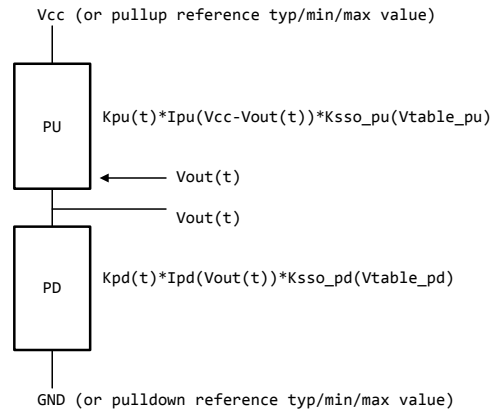 Vcc (or pullup reference typ/min/max value)
PU
Kpu(t)*Ipu(Vcc-Vout(t))*Ksso_pu(Vtable_pu)
Vout(t)
Vout(t)
PD
Kpd(t)*Ipd(Vout(t))*Ksso_pd(Vtable_pd)
GND (or pulldown reference typ/min/max value)